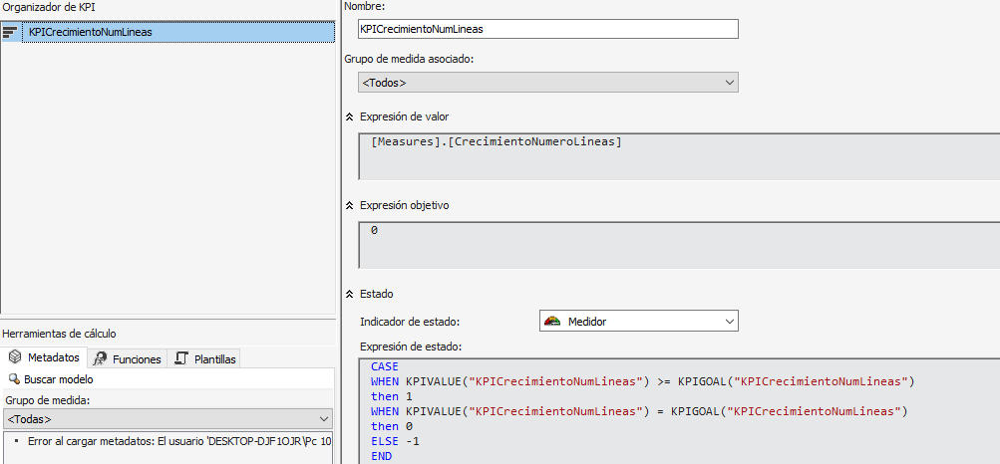 Organizador de KPI
KPICrecimientoNumLineas
Nombre:
KPICrecimientoNumLineas
Grupo de medida asociado:
<Todos>
Expresión de valor
[Measures].[CrecimientoNumeroLineas]
Expresión objetivo
0
Estado
Indicador de estado:
Medidor
Expresión de estado:
CASE
WHEN KPIVALUE("KPICrecimientoNumLineas") >= KPIGOAL("KPICrecimientoNumLineas")
then 1
WHEN KPIVALUE("KPICrecimientoNumLineas") = KPIGOAL("KPICrecimientoNumLineas")
then 0
ELSE -1
END
Herramientas de cálculo
Metadatos Funciones Plantillas
Buscar modelo
Grupo de medida:
<Todas>
Error al cargar metadatos: El usuario 'DESKTOP-DJF1OJR\Pc 10